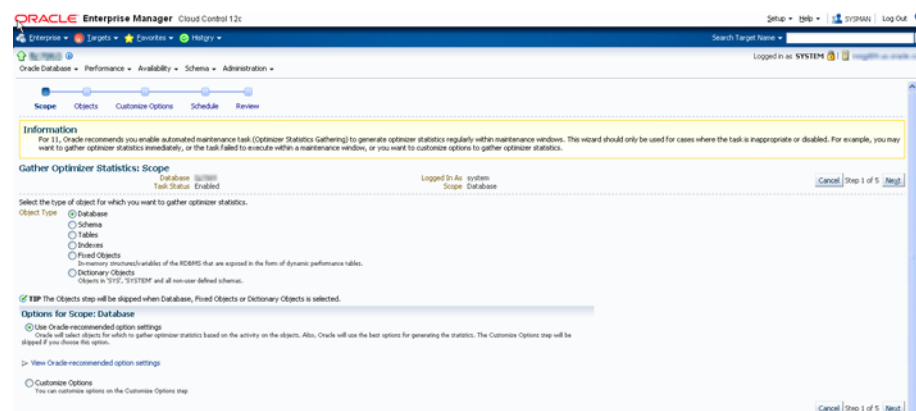 ORACLE Enterprise Manager Cloud Control 12c
Setup Help SYSMAN Log Out
Enterprise Targets Favorites History
Search Target Name
Logged in as SYSTEM
Oracle Database Performance Availability Schema Administration
Scope Objects Customize Options Schedule Review
Information
For 11, Oracle recommends you enable automated maintenance task (Optimizer Statistics Gathering) to generate optimizer statistics regularly within maintenance windows. This wizard should only be used for cases where the task is inappropriate or disabled. For example, you may
want to gather optimizer statistics immediately, or the task failed to execute within a maintenance window, or you want to customize options to gather optimizer statistics.
Gather Optimizer Statistics: Scope
Database
Logged In As system
Task Status Enabled
Scope Database
Cancel Step 1 of 5 Next
Select the type of object for which you want to gather optimizer statistics.
Object Type Database
Schema
Tables
Indexes
Fixed Objects
In-memory structures/variables of the RDBMS that are exposed in the form of dynamic performance tables.
Dictionary Objects
Objects in 'SYS', 'SYSTEM' and all non-user defined schemas.
TIP The Objects step will be skipped when Database, Fixed Objects or Dictionary Objects is selected.
Options for Scope: Database
Use Oracle-recommended option settings
Oracle will select objects for which to gather optimizer statistics based on the activity on the objects. Also, Oracle will use the best options for generating the statistics. The Customize Options step will be
skipped if you choose this option.
View Oracle-recommended option settings
Customize Options
You can customize options on the Customize Options step
Cancel Step 1 of 5 Next